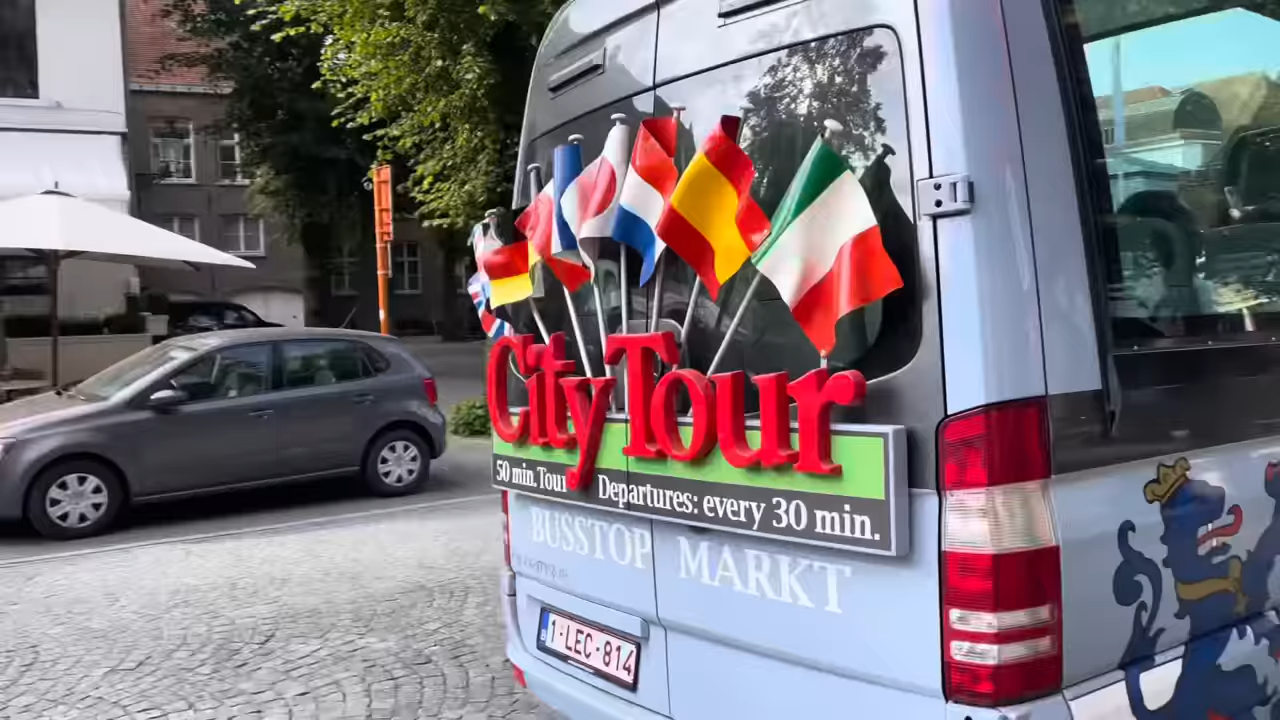 City Tour
50 min. Tour Departures: every 30 min.
BUSSTOP MARKT
1-LEC-814